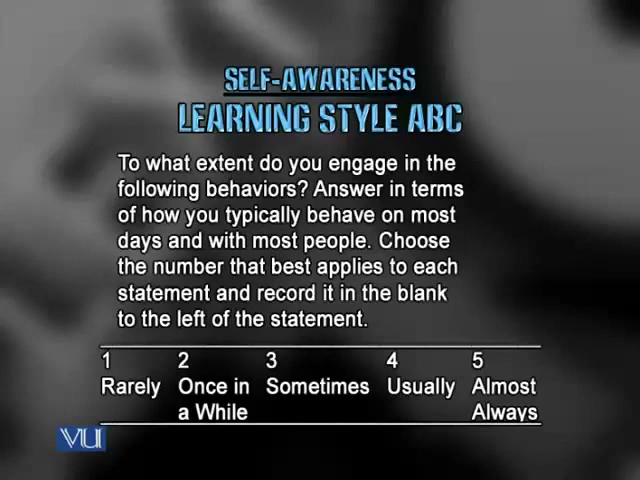 SELF-AWARENESS
LEARNING STYLE ABC
To what extent do you engage in the
following behaviors? Answer in terms
of how you typically behave on most
days and with most people. Choose
the number that best applies to each
statement and record it in the blank
to the left of the statement.
1 2 3 4 5
Rarely Once in Sometimes Usually Almost
a While Always
VU